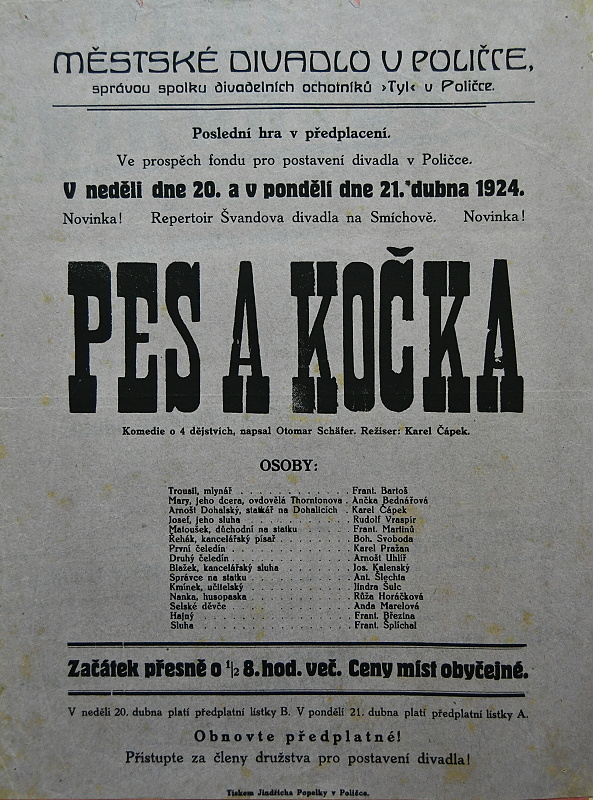 MĚSTSKÉ DIVADLO V POLIČCE,
správou spolku divadelních ochotníků ›Tyl‹ v Poličce.
Poslední hra v předplacení.
Ve prospěch fondu pro postavení divadla v Poličce.
V neděli dne 20. a v pondělí dne 21. dubna 1924.
Novinka! Repertoir Švandova divadla na Smíchově. Novinka!
PES A KOČKA
Komedie o 4 dějstvích, napsal Otomar Schäfer. Režiser: Karel Čápek.
OSOBY:
Trousil, mlynář . . . . . . . . . . . . Frant. Bartoš
Mary, jeho dcera, ovdovělá Thorntonova . Ančka Bednářová
Arnošt Dohalský, statkář na Dohalicích . Karel Čápek
Josef, jeho sluha . . . . . . . . . . . Rudolf Vraspír
Matoušek, důchodní na statku . . . . . . Frant. Martinů
Řehák, kancelářský písař . . . . . . . . Boh. Svoboda
První čeledín . . . . . . . . . . . . . Karel Pražan
Druhý čeledín . . . . . . . . . . . . . Arnošt Uhlíř
Blažek, kancelářský sluha . . . . . . . Jos. Kalenský
Správce na statku . . . . . . . . . . . Ant. Šlechta
Kmínek, učitelský . . . . . . . . . . . Jindra Šulc
Nanka, husopaska . . . . . . . . . . . . Růža Horáčková
Selské děvče . . . . . . . . . . . . . . Anda Marelová
Hajný . . . . . . . . . . . . . . . . . Frant. Březina
Sluha . . . . . . . . . . . . . . . . . Frant. Šplíchal
Začátek přesně o 1/2 8. hod. več. Ceny míst obyčejné.
V neděli 20. dubna platí předplatní lístky B. V pondělí 21. dubna platí předplatní lístky A.
Obnovte předplatné!
Přistupte za členy družstva pro postavení divadla!
Tiskem Jindřicha Popelky v Poličce.